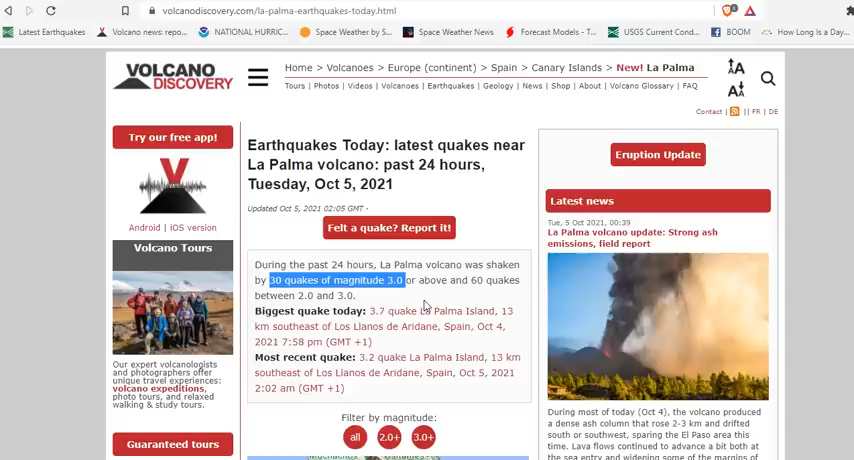 volcanodiscovery.com/la-palma-earthquakes-today.html
Latest Earthquakes
Volcano news: repo...
NATIONAL HURRIC...
Space Weather by S...
Space Weather News
Forecast Models - T...
USGS Current Cond...
BOOM
How Long Is a Day...
VOLCANO
DISCOVERY
Home > Volcanoes > Europe (continent) > Spain > Canary Islands > New! La Palma
Tours | Photos | Videos | Volcanoes | Earthquakes | Geology | News | Shop | About | Volcano Glossary | FAQ
A
A
Contact | || FR | DE
Try our free app!
Android | iOS version
Volcano Tours
Our expert volcanologists
and photographers offer
unique travel experiences:
volcano expeditions,
photo tours, and relaxed
walking & study tours.
Guaranteed tours
Earthquakes Today: latest quakes near
La Palma volcano: past 24 hours,
Tuesday, Oct 5, 2021
Updated Oct 5, 2021 02:05 GMT -
Felt a quake? Report it!
During the past 24 hours, La Palma volcano was shaken
by 30 quakes of magnitude 3.0 or above and 60 quakes
between 2.0 and 3.0.
Biggest quake today: 3.7 quake La Palma Island, 13
km southeast of Los Llanos de Aridane, Spain, Oct 4,
2021 7:58 pm (GMT +1)
Most recent quake: 3.2 quake La Palma Island, 13 km
southeast of Los Llanos de Aridane, Spain, Oct 5, 2021
2:02 am (GMT +1)
Filter by magnitude:
all 2.0+ 3.0+
Eruption Update
Latest news
Tue, 5 Oct 2021, 00:39
La Palma volcano update: Strong ash
emissions, field report
During most of today (Oct 4), the volcano produced
a dense ash column that rose 2-3 km and drifted
south or southwest, sparing the El Paso area this
time. Lava flows continued to advance a bit both
at the sea entry and widening some of the margins of